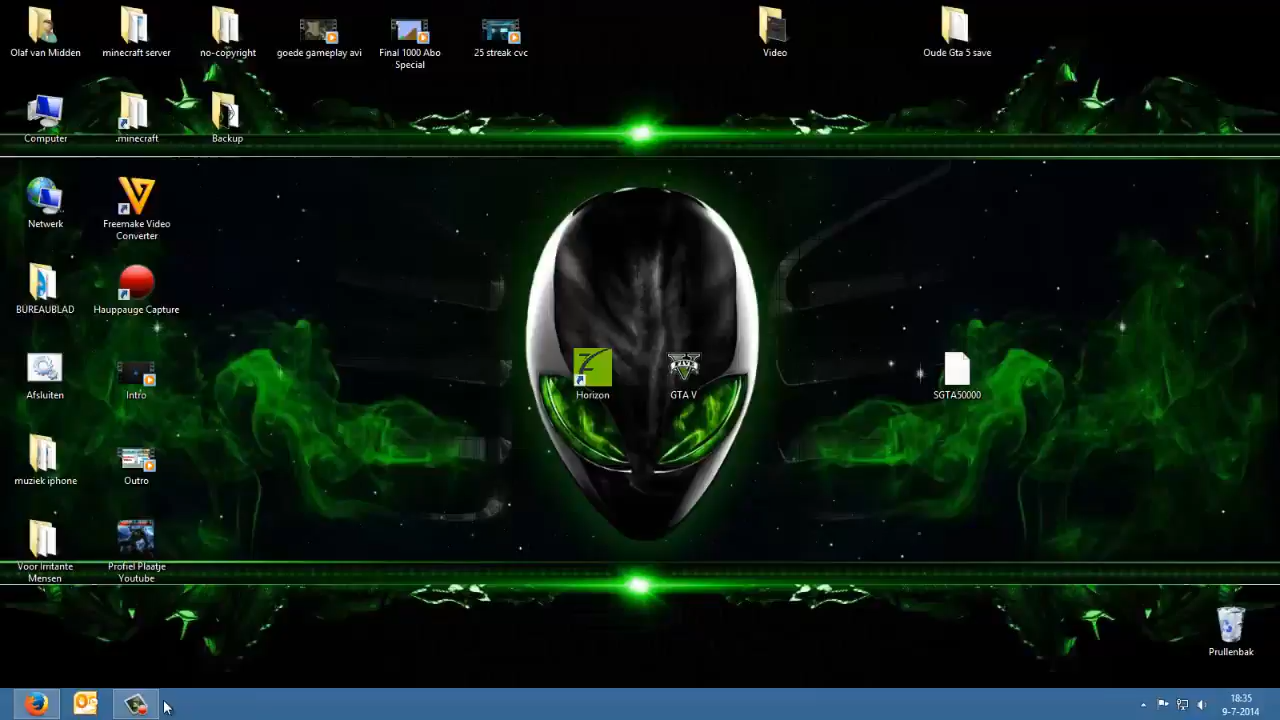 Olaf van Midden
minecraft server
no-copyright
goede gameplay avi
Final 1000 Abo
Special
25 streak cvc
Video
Oude Gta 5 save
Computer
.minecraft
Backup
Netwerk
Freemake Video
Converter
BUREAUBLAD
Hauppauge Capture
Afsluiten
Intro
Horizon
GTA V
SGTA50000
muziek iphone
Outro
Voor Irritante
Mensen
Profiel Plaatje
Youtube
Prullenbak
18:35
9-7-2014